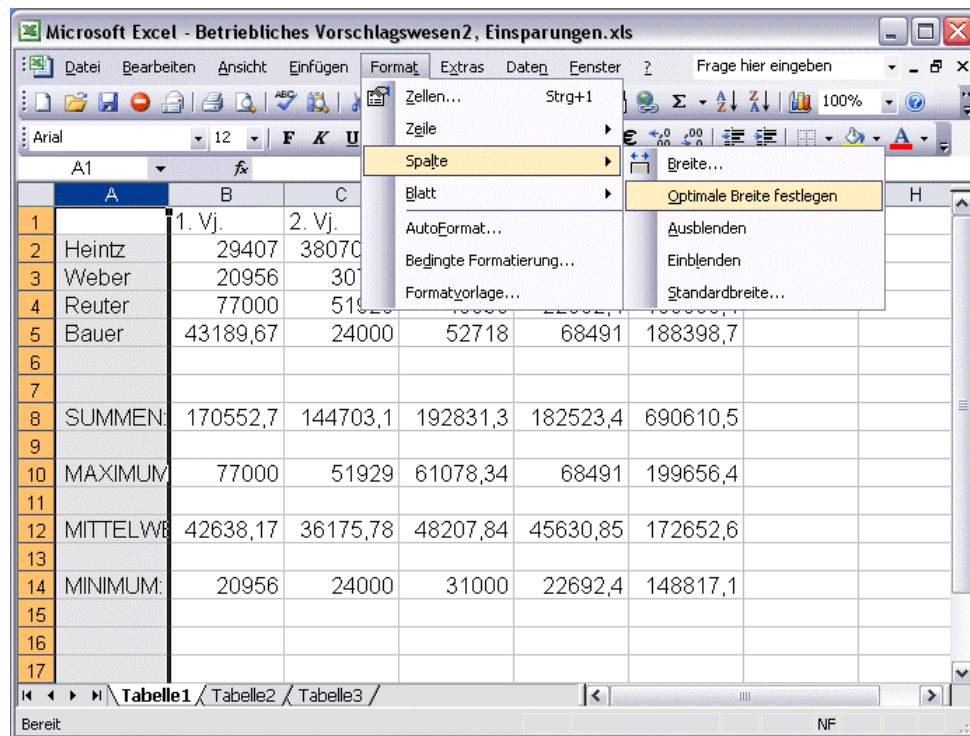 Microsoft Excel - Betriebliches Vorschlagswesen2, Einsparungen.xls
Datei Bearbeiten Ansicht Einfügen Format Extras Daten Fenster ? Frage hier eingeben
100%
Arial 12 F K U
A1 fx
Zellen... Strg+1
Zeile
Spalte
Blatt
AutoFormat...
Bedingte Formatierung...
Formatvorlage...
Breite...
Optimale Breite festlegen
Ausblenden
Einblenden
Standardbreite...
A B C H
1 1. Vj. 2. Vj.
2 Heintz 29407
3 Weber 20956
4 Reuter 77000
5 Bauer 43189,67 24000 52718 68491 188398,7
6
7
8 SUMMEN: 170552,7 144703,1 192831,3 182523,4 690610,5
9
10 MAXIMUM 77000 51929 61078,34 68491 199656,4
11
12 MITTELWE 42638,17 36175,78 48207,84 45630,85 172652,6
13
14 MINIMUM: 20956 24000 31000 22692,4 148817,1
15
16
17
Tabelle1 Tabelle2 Tabelle3
Bereit NF